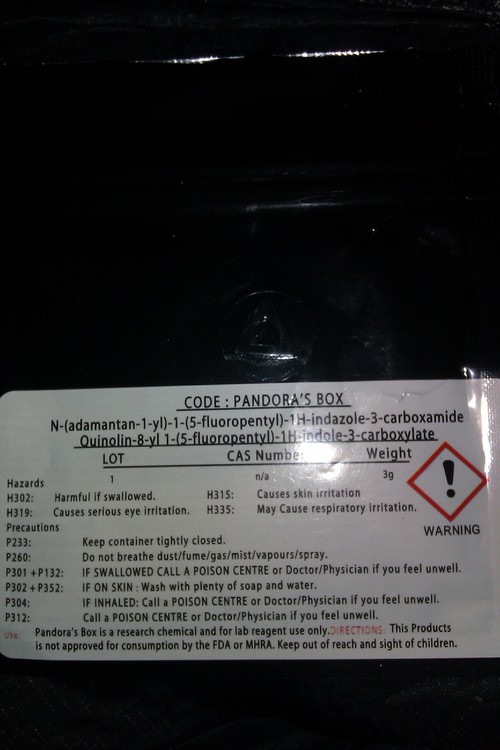 CODE : PANDORA'S BOX
N-(adamantan-1-yl)-1-(5-fluoropentyl)-1H-indazole-3-carboxamide
Quinolin-8-yl 1-(5-fluoropentyl)-1H-indole-3-carboxylate
LOT CAS Number Weight
1 n/a 3g
Hazards
H302: Harmful if swallowed. H315: Causes skin irritation
H319: Causes serious eye irritation. H335: May Cause respiratory irritation.
WARNING
Precautions
P233: Keep container tightly closed.
P260: Do not breathe dust/fume/gas/mist/vapours/spray.
P301 +P132: IF SWALLOWED CALL A POISON CENTRE or Doctor/Physician if you feel unwell.
P302 + P352: IF ON SKIN : Wash with plenty of soap and water.
P304: IF INHALED: Call a POISON CENTRE or Doctor/Physician if you feel unwell.
P312: Call a POISON CENTRE or Doctor/Physician if you feel unwell.
USE: Pandora's Box is a research chemical and for lab reagent use only. DIRECTIONS: This Products
is not approved for consumption by the FDA or MHRA. Keep out of reach and sight of children.